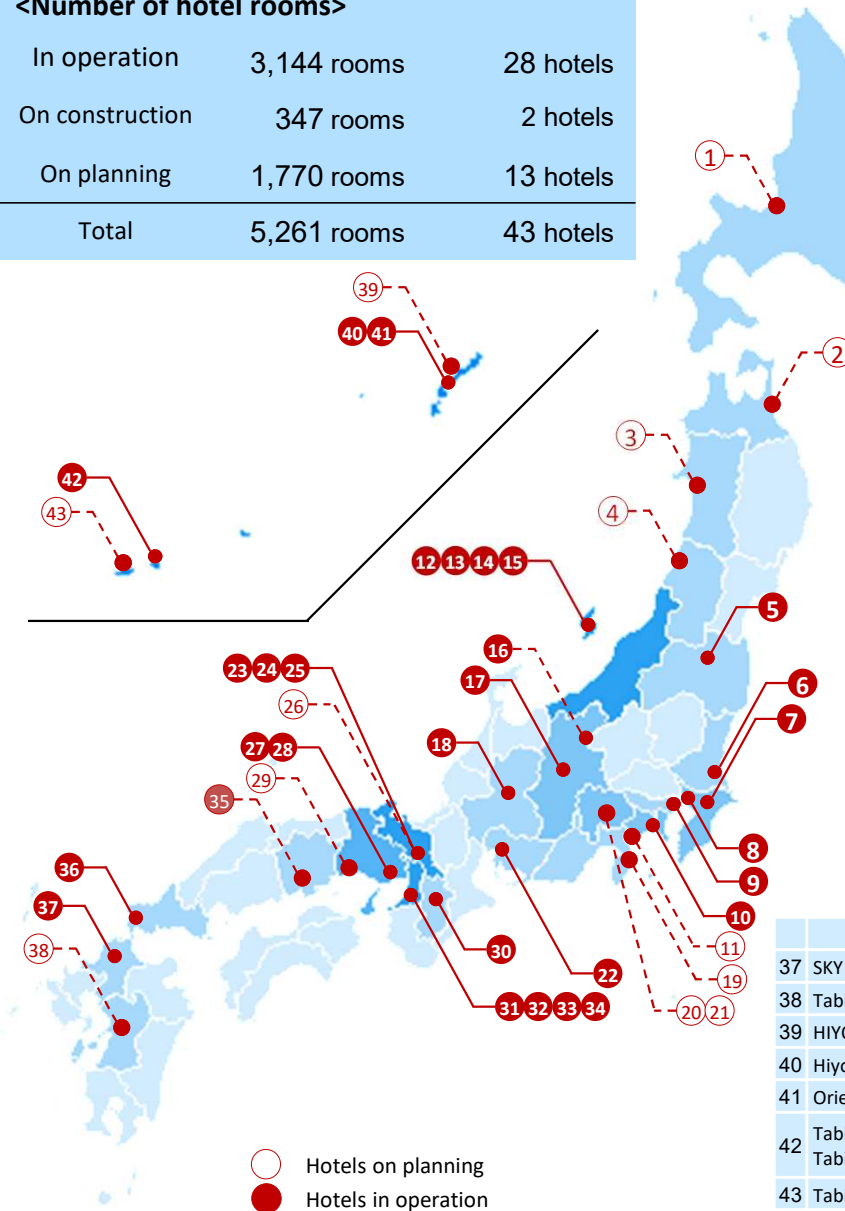 <Number of hotel rooms>
In operation 3,144 rooms 28 hotels
On construction 347 rooms 2 hotels
On planning 1,770 rooms 13 hotels
Total 5,261 rooms 43 hotels
1
39
40 41
2
3
42
43
4
12 13 14 15
5
16
23 24 25
17
6
26
7
27 28
18
29
35
8
36
9
37
10
38
11
30
22
19
31 32 33 34
20 21
37 SKY
38 Tab
39 HIYO
40 Hiyo
41 Orie
42 Tab
Tab
43 Tab
Hotels on planning
Hotels in operation